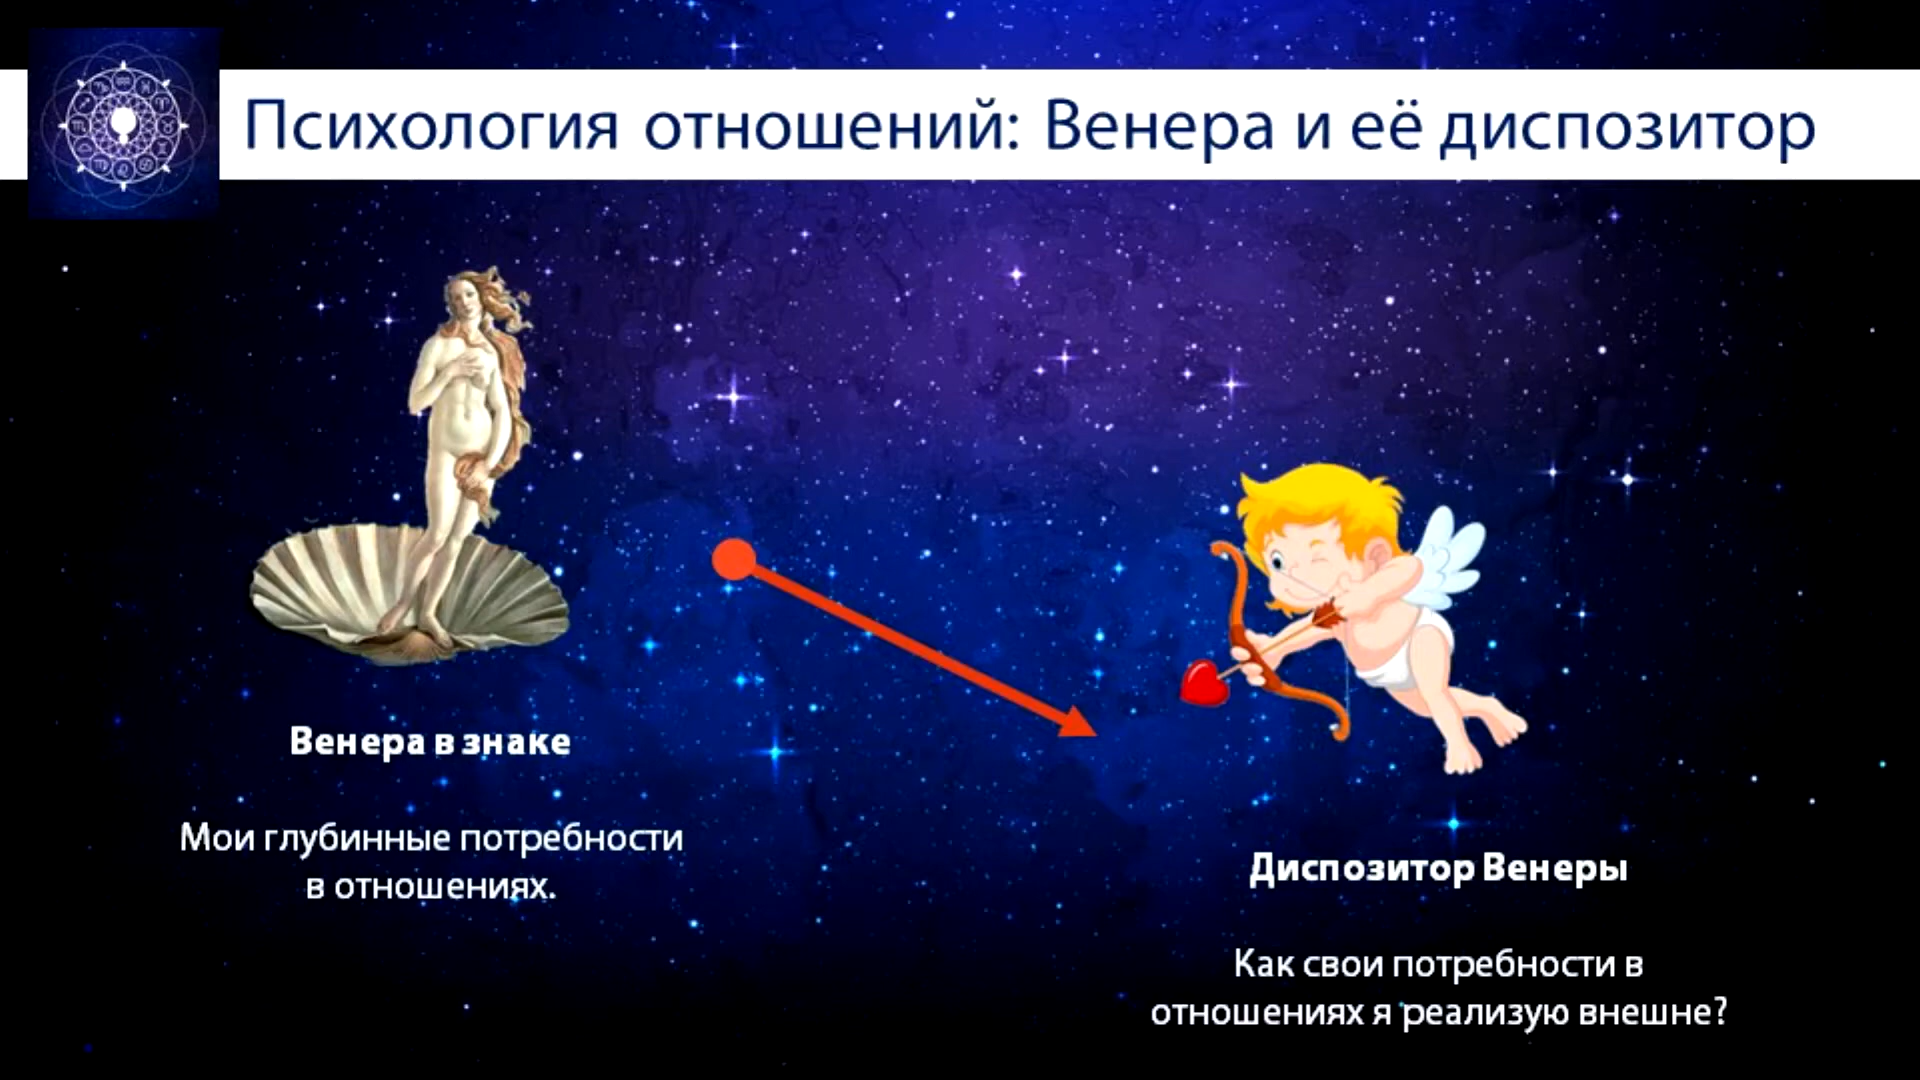 Психология отношений: Венера и её диспозитор
Венера в знаке
Мои глубинные потребности
в отношениях.
Диспозитор Венеры
Как свои потребности в
отношениях я реализую внешне?